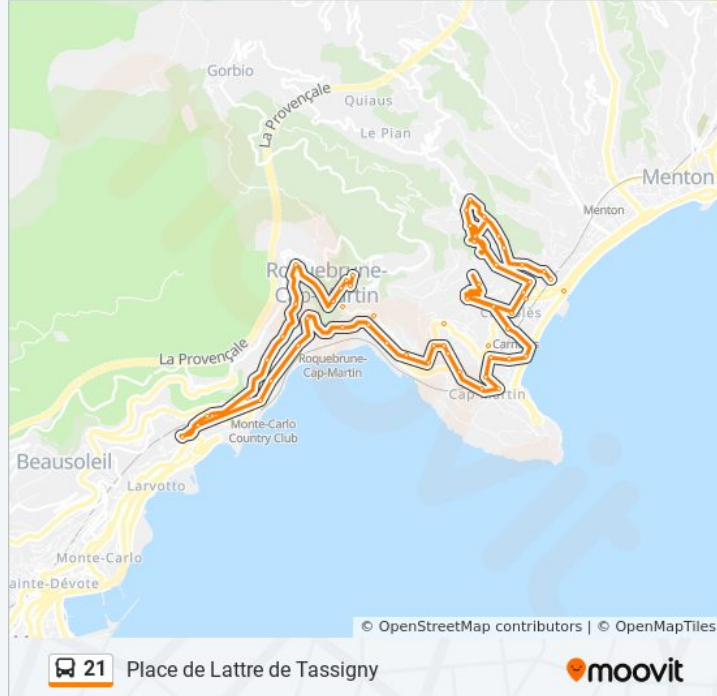 Gorbio
La Provençale
Quiaus
Le Pian
Menton
Menton
Roquebrune-
Cap-Martin
Carnolès
Carnolès
La Provençale
Roquebrune-
Cap-Martin
Cap-Martin
Monte-Carlo
Country Club
Beausoleil
Larvotto
Monte-Carlo
ainte-Dévote
© OpenStreetMap contributors | © OpenMapTiles
21 Place de Lattre de Tassigny
moovit